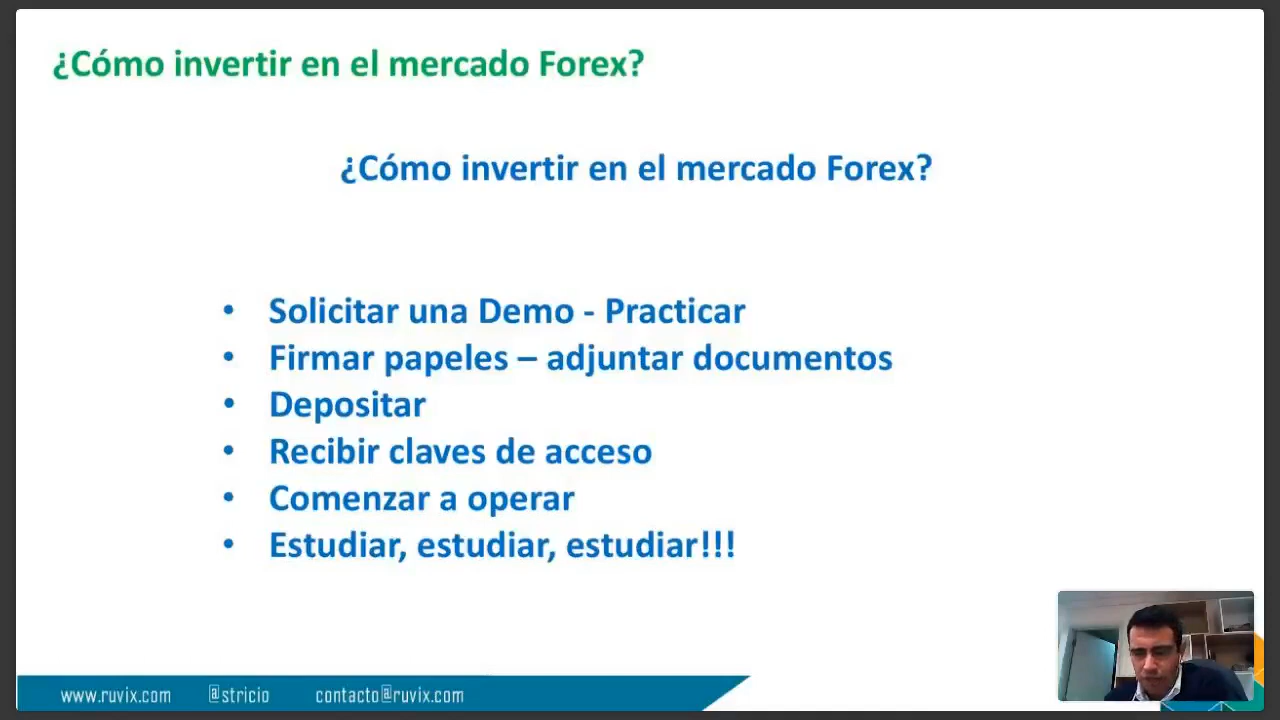 ¿Cómo invertir en el mercado Forex?
¿Cómo invertir en el mercado Forex?
• Solicitar una Demo - Practicar
• Firmar papeles – adjuntar documentos
• Depositar
• Recibir claves de acceso
• Comenzar a operar
• Estudiar, estudiar, estudiar!!!
www.ruvix.com @stricio contacto@ruvix.com